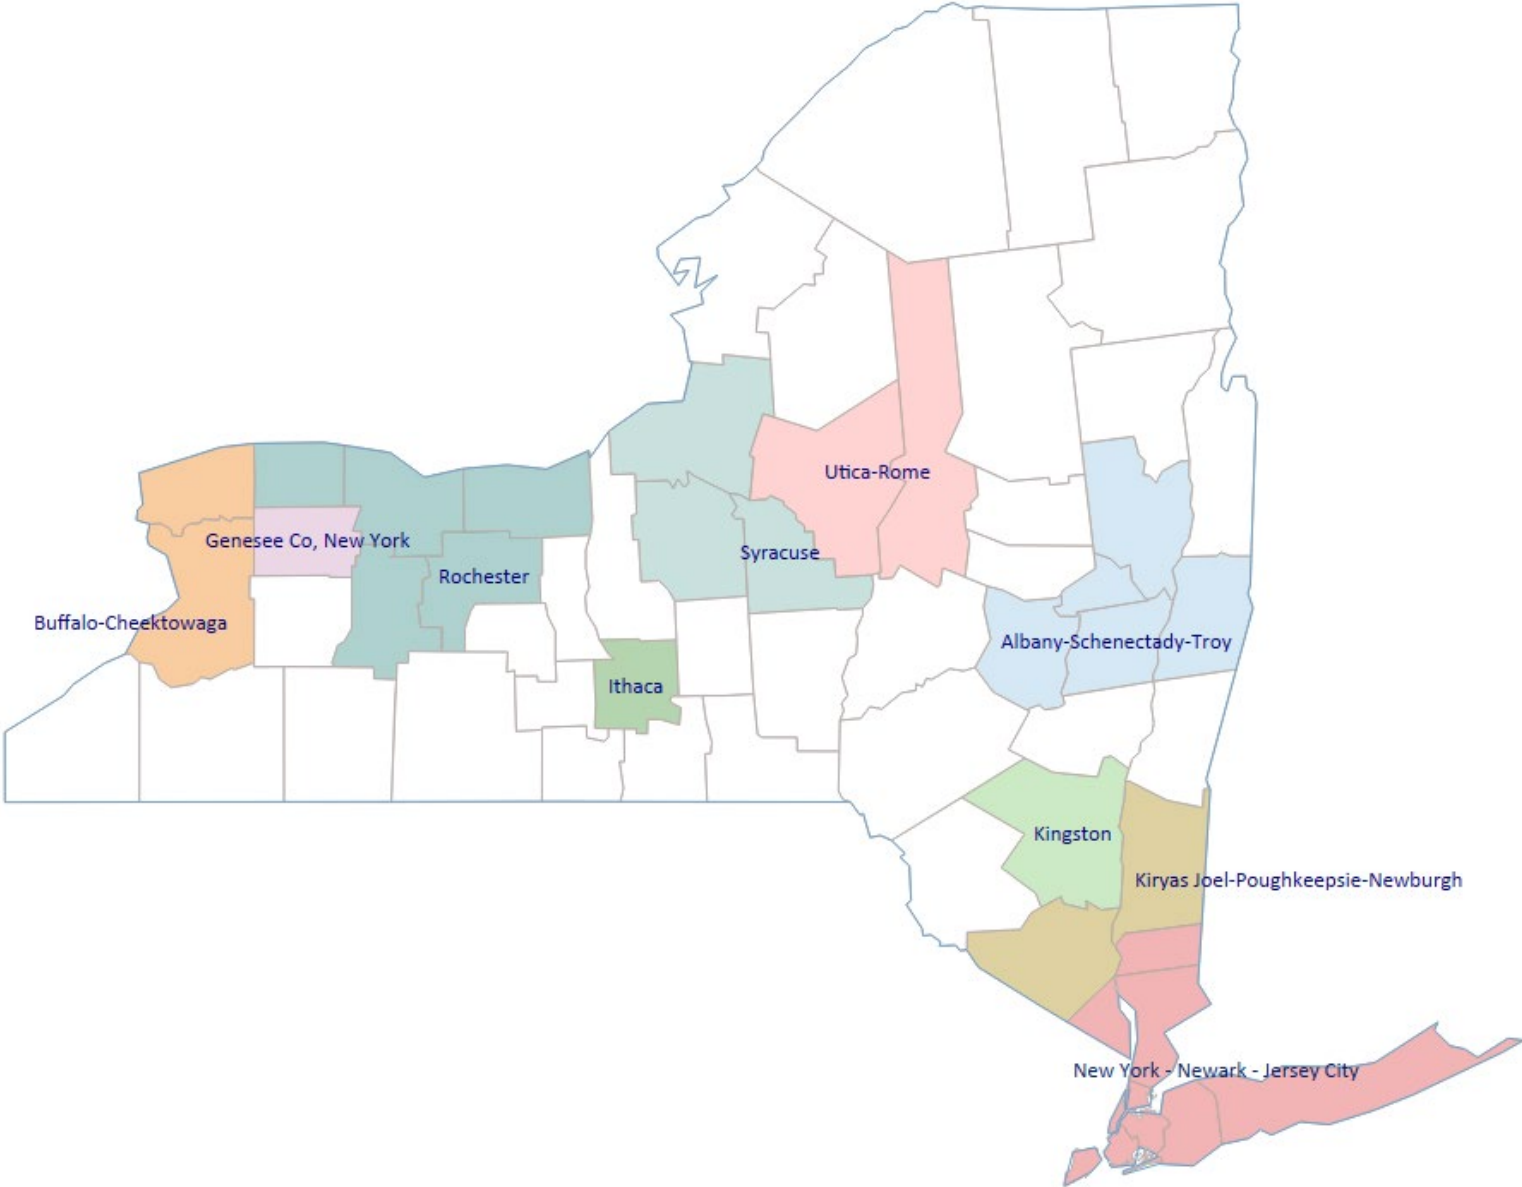 Utica-Rome
Genesee Co, New York
Syracuse
Rochester
Buffalo-Cheektowaga
Albany-Schenectady-Troy
Ithaca
Kingston
Kiryas Joel-Poughkeepsie-Newburgh
New York - Newark - Jersey City